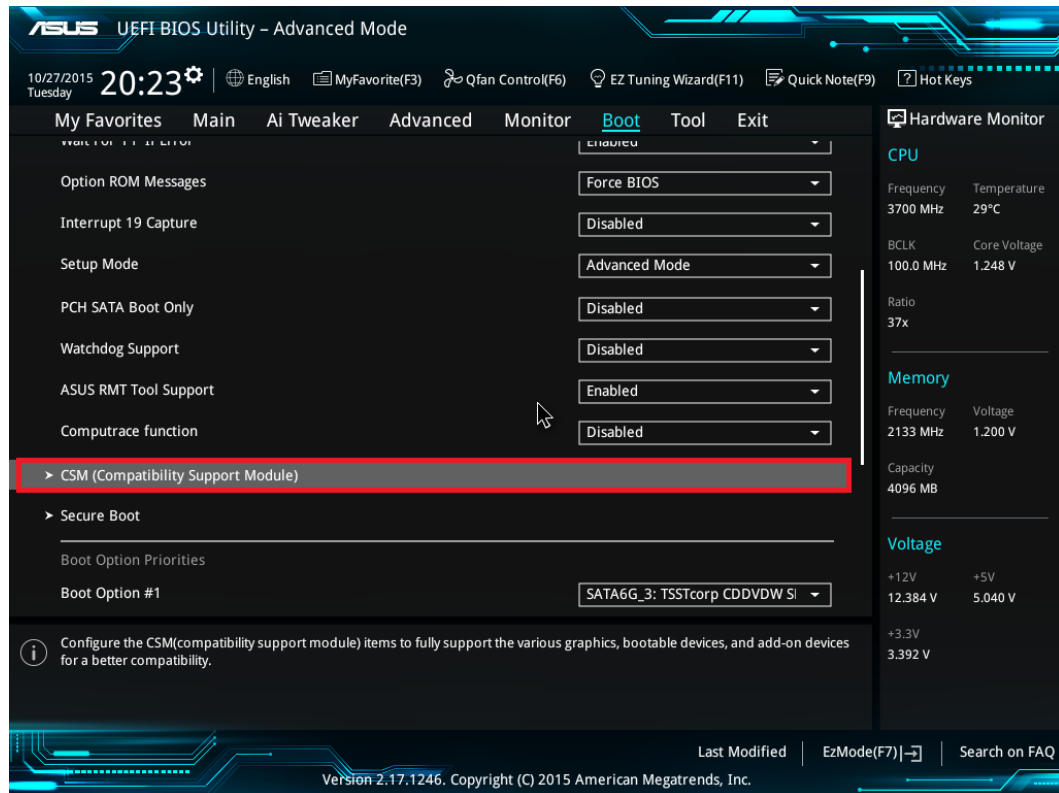 ASUS UEFI BIOS Utility – Advanced Mode
10/27/2015 Tuesday 20:23 English MyFavorite(F3) Qfan Control(F6) EZ Tuning Wizard(F11) Quick Note(F9) ? Hot Keys
My Favorites Main Ai Tweaker Advanced Monitor Boot Tool Exit
Enabled
Option ROM Messages Force BIOS
Interrupt 19 Capture Disabled
Setup Mode Advanced Mode
PCH SATA Boot Only Disabled
Watchdog Support Disabled
ASUS RMT Tool Support Enabled
Computrace function Disabled
> CSM (Compatibility Support Module)
> Secure Boot
Boot Option Priorities
Boot Option #1 SATA6G_3: TSSTcorp CDDVDW
Configure the CSM(compatibility support module) items to fully support the various graphics, bootable devices, and add-on devices
for a better compatibility.
Hardware Monitor
CPU
Frequency Temperature
3700 MHz 29°C
BCLK Core Voltage
100.0 MHz 1.248 V
Ratio
37x
Memory
Frequency Voltage
2133 MHz 1.200 V
Capacity
4096 MB
Voltage
+12V +5V
12.384 V 5.040 V
+3.3V
3.392 V
Last Modified EzMode(F7) Search on FAQ
Version 2.17.1246. Copyright (C) 2015 American Megatrends, Inc.